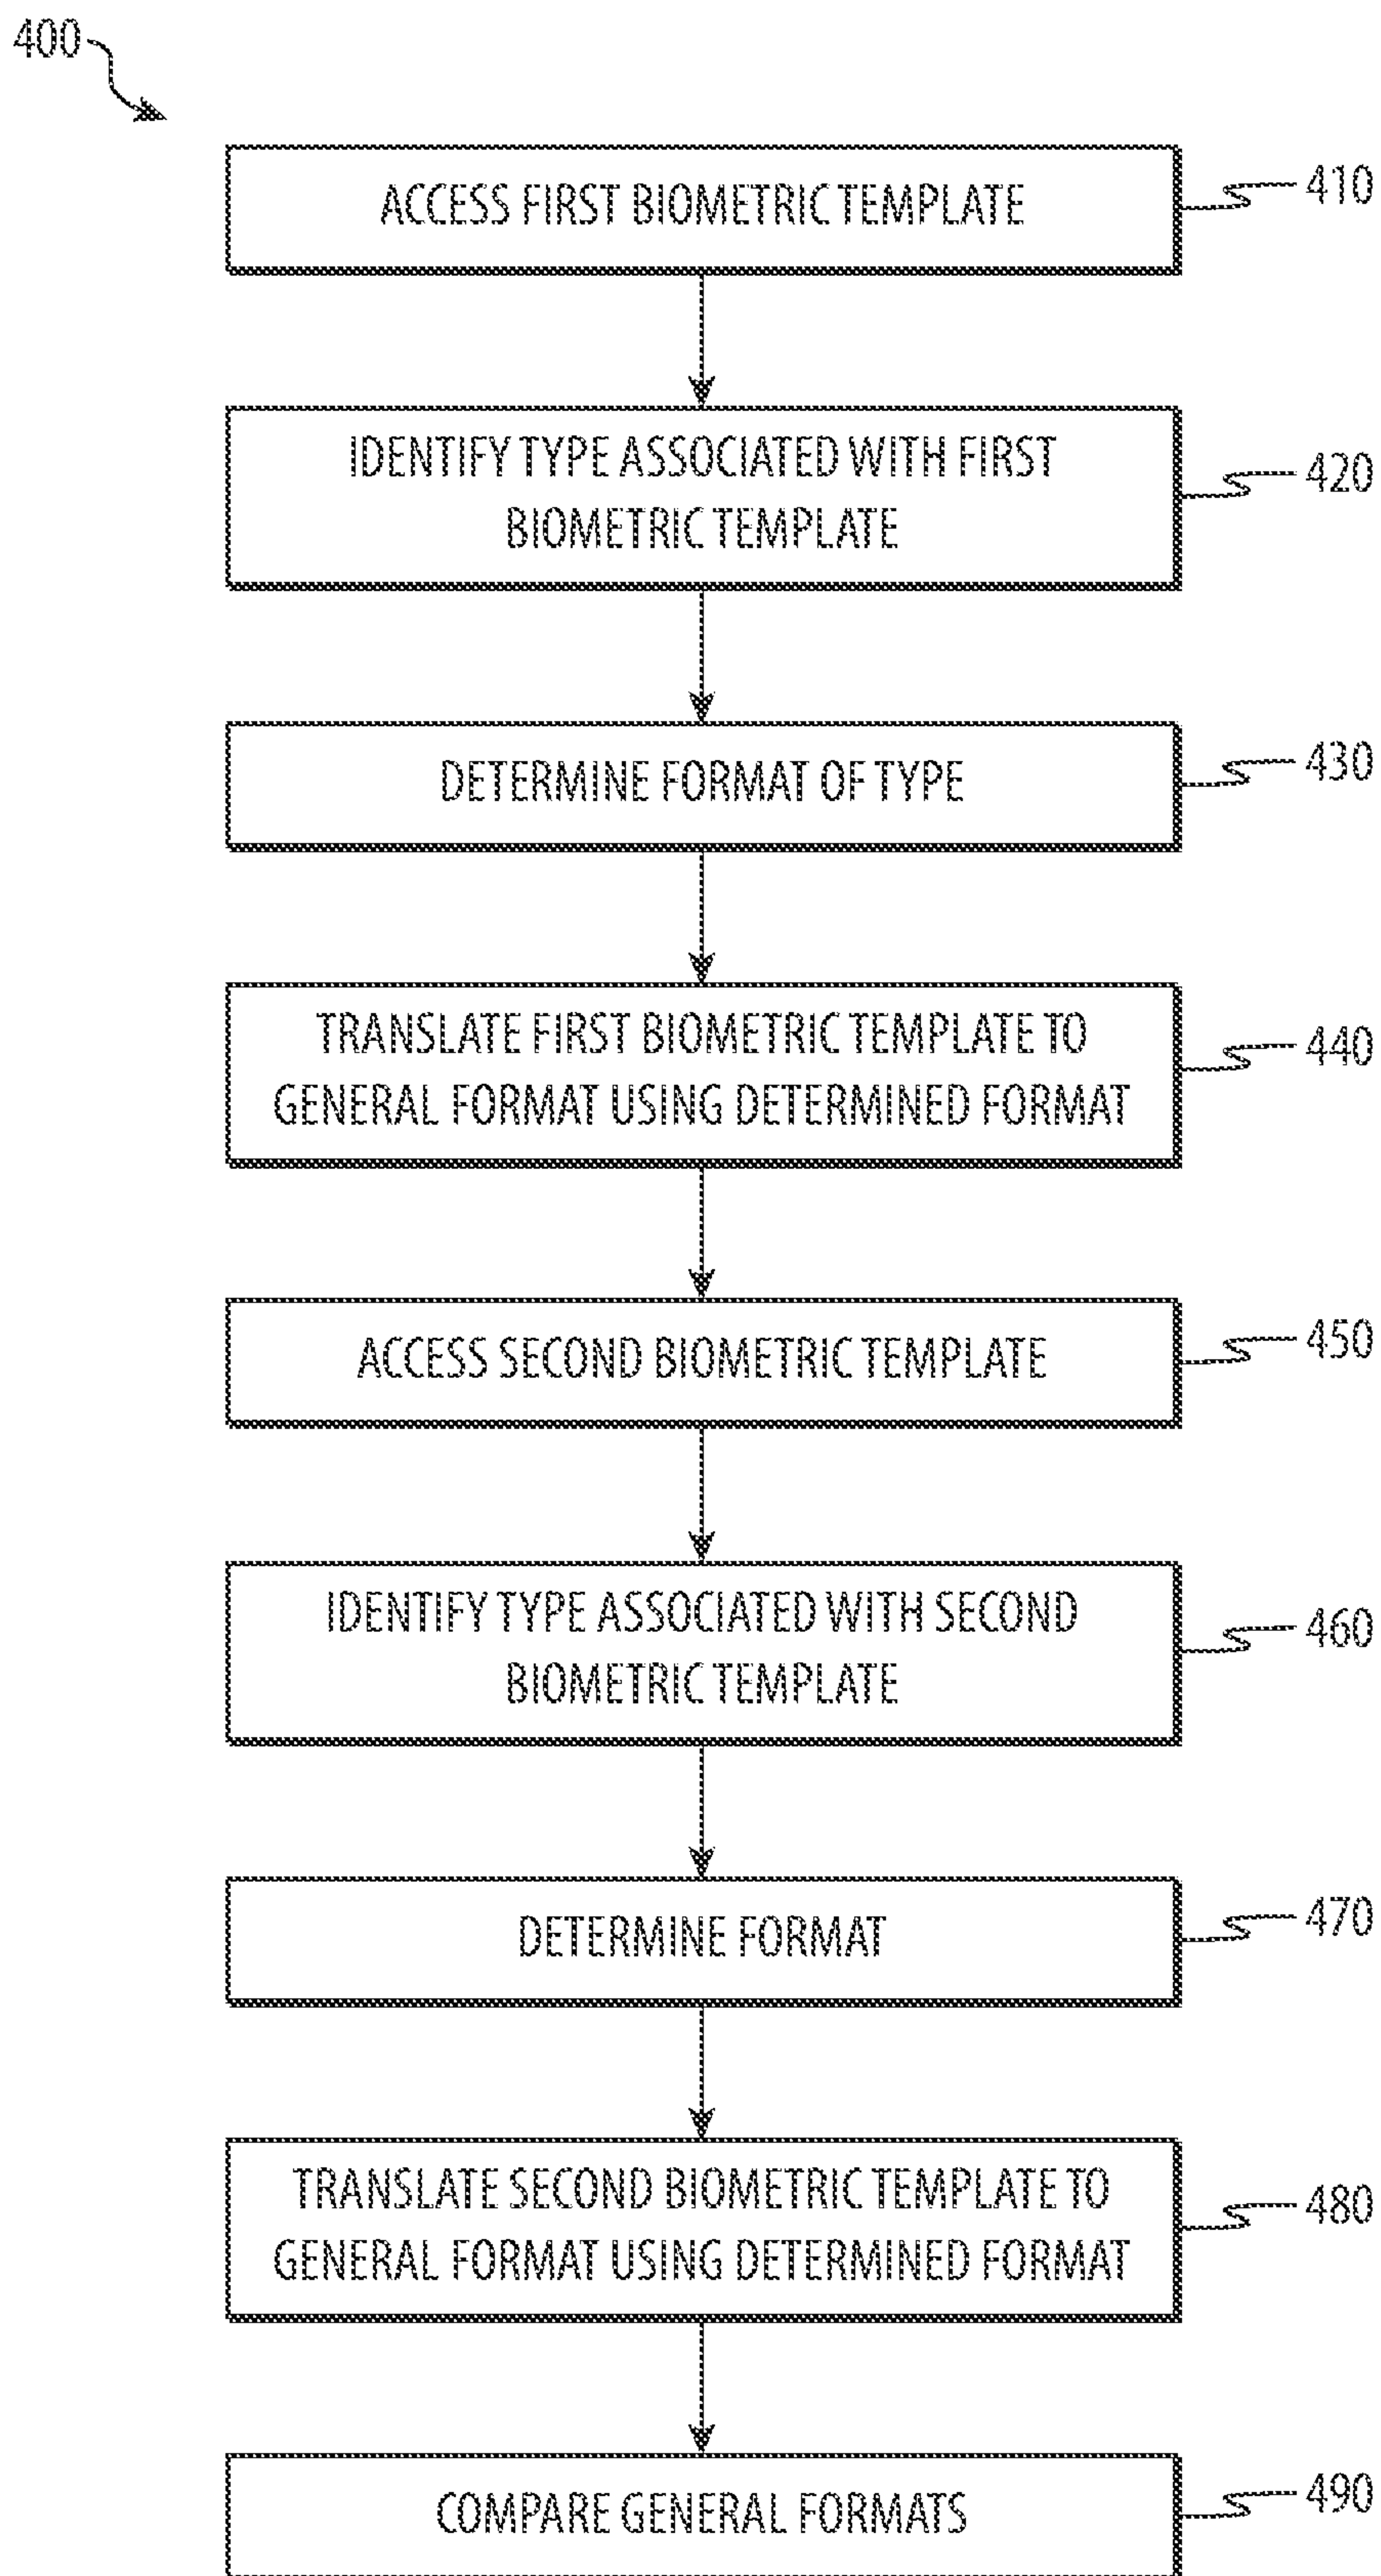 400
ACCESS FIRST BIOMETRIC TEMPLATE
410
IDENTIFY TYPE ASSOCIATED WITH FIRST
BIOMETRIC TEMPLATE
420
DETERMINE FORMAT OF TYPE
430
TRANSLATE FIRST BIOMETRIC TEMPLATE TO
GENERAL FORMAT USING DETERMINED FORMAT
440
ACCESS SECOND BIOMETRIC TEMPLATE
450
IDENTIFY TYPE ASSOCIATED WITH SECOND
BIOMETRIC TEMPLATE
460
DETERMINE FORMAT
470
TRANSLATE SECOND BIOMETRIC TEMPLATE TO
GENERAL FORMAT USING DETERMINED FORMAT
480
COMPARE GENERAL FORMATS
490